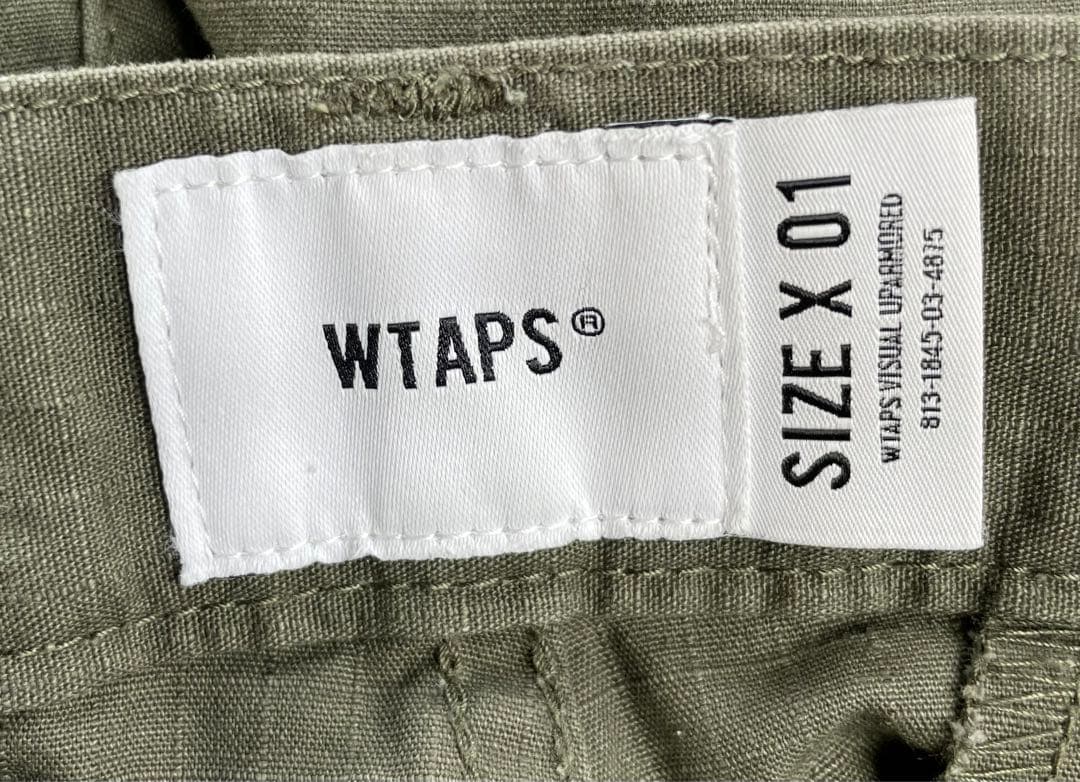 WTAPS®
SIZE X 01
WTAPS VISUAL UPARMORED
813-1845-03-4875